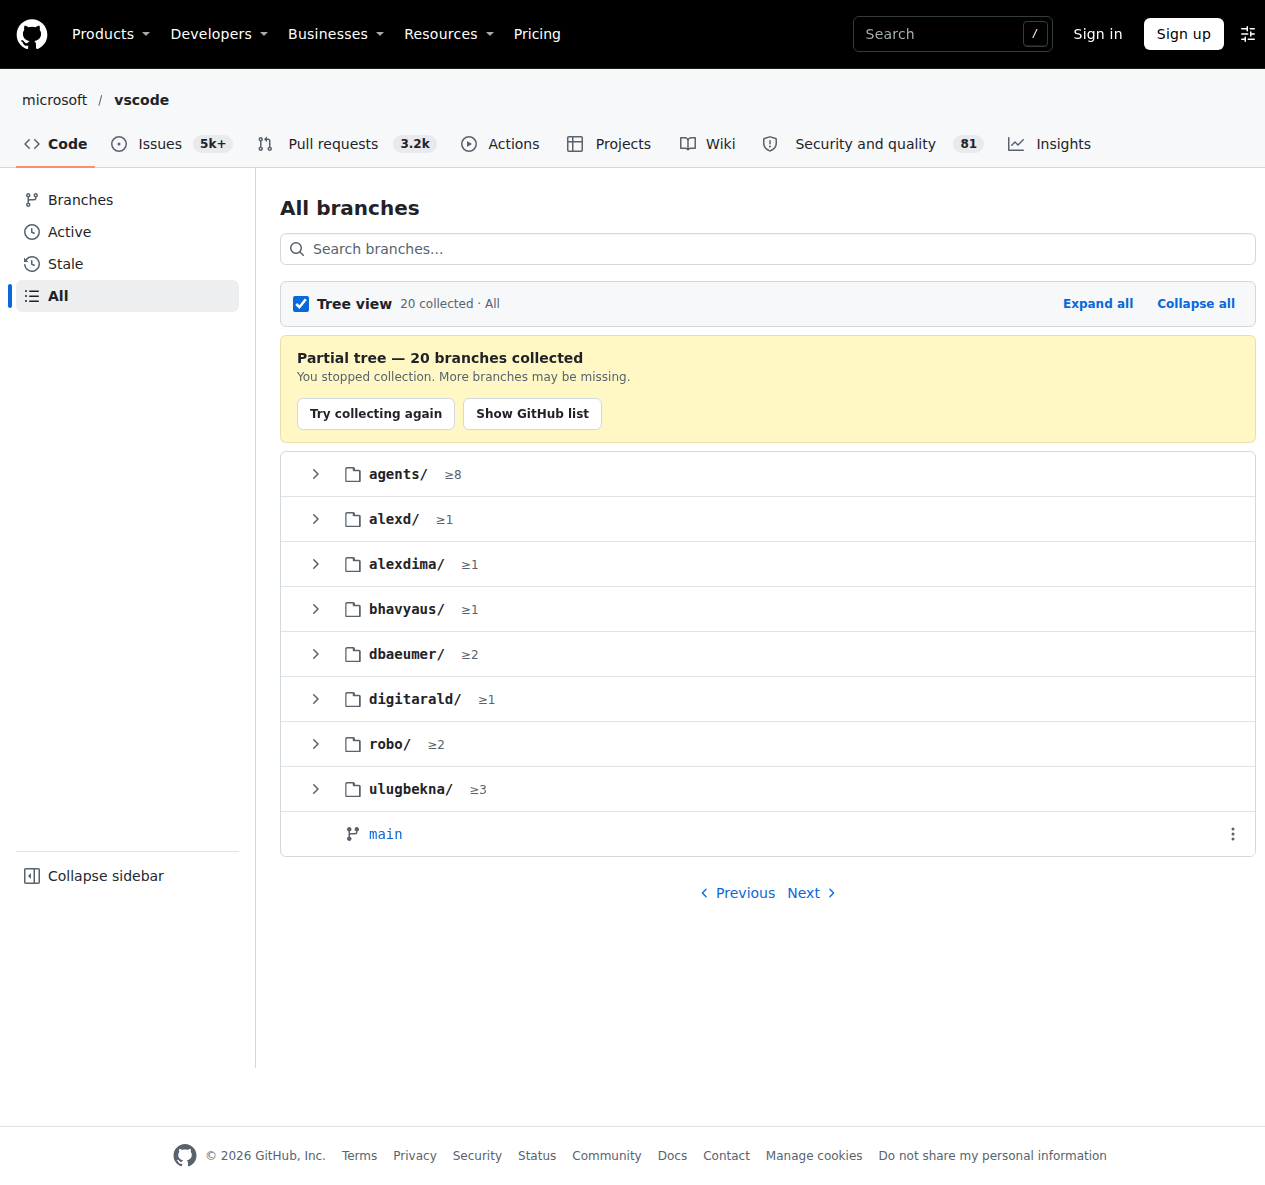 Products Developers Businesses Resources Pricing Search / Sign in Sign up
microsoft / vscode
Code Issues 5k+ Pull requests 3.2k Actions Projects Wiki Security and quality 81 Insights
Branches
Active
Stale
All
Collapse sidebar
All branches
Search branches...
Tree view 20 collected · All Expand all Collapse all
Partial tree — 20 branches collected
You stopped collection. More branches may be missing.
Try collecting again Show GitHub list
agents/ ≥8
alexd/ ≥1
alexdima/ ≥1
bhavyaus/ ≥1
dbaeumer/ ≥2
digitarald/ ≥1
robo/ ≥2
ulugbekna/ ≥3
main
Previous Next
© 2026 GitHub, Inc. Terms Privacy Security Status Community Docs Contact Manage cookies Do not share my personal information